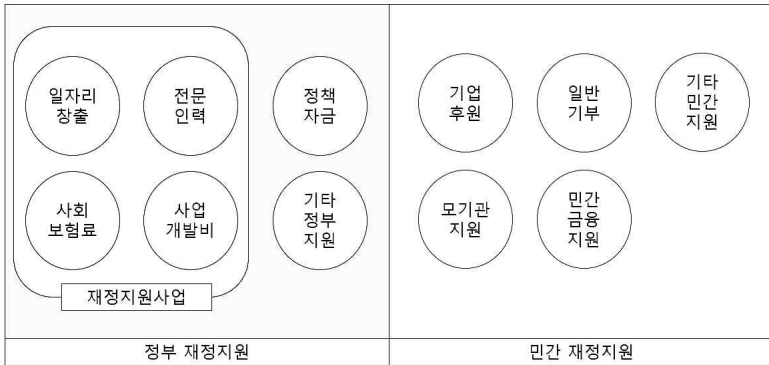 일자리
창출
전문
인력
정책
자금
사회
보험료
사업
개발비
기타
정부
지원
재정지원사업
정부 재정지원
기업
후원
일반
기부
기타
민간
지원
모기관
지원
민간
금융
지원
민간 재정지원